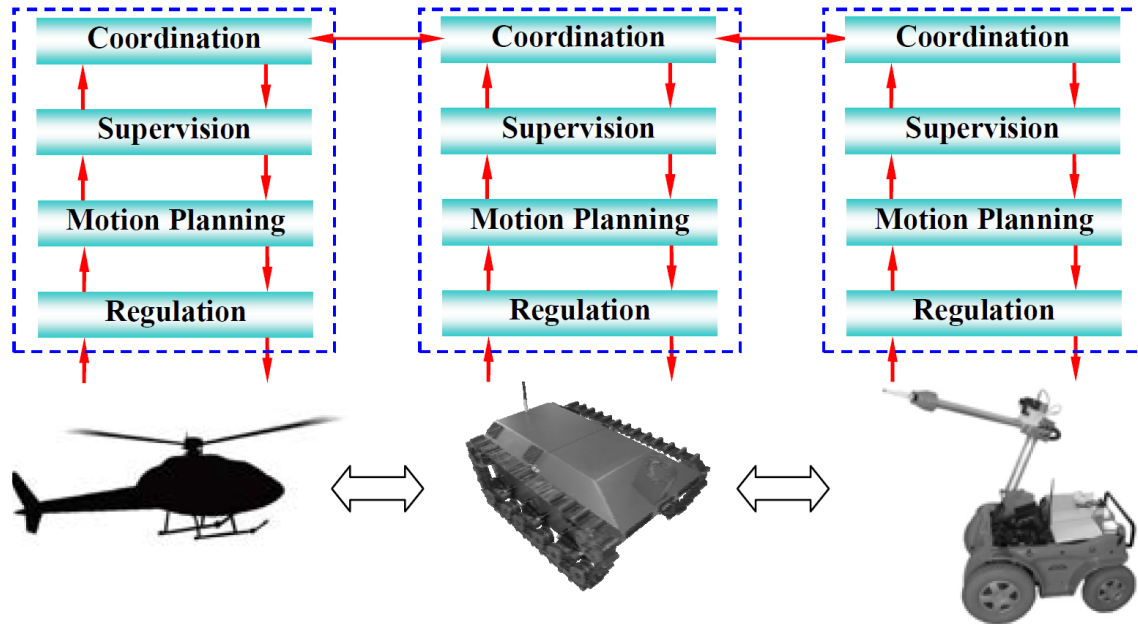 Coordination
Supervision
Motion Planning
Regulation
Coordination
Supervision
Motion Planning
Regulation
Coordination
Supervision
Motion Planning
Regulation